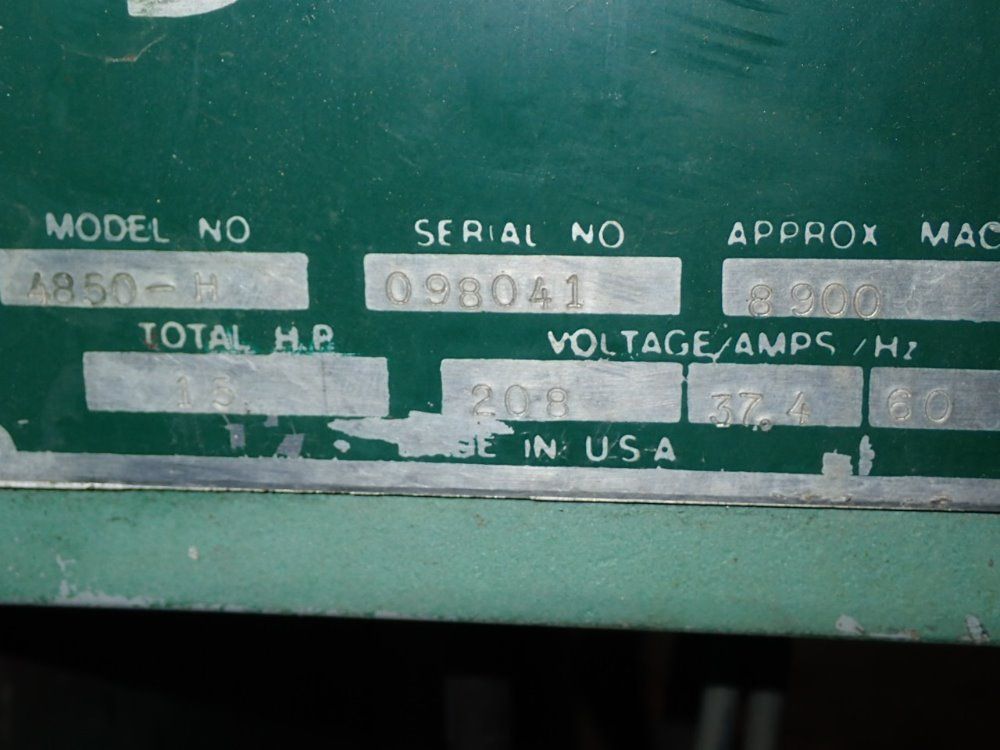 MODEL NO SERIAL NO APPROX MAC
4850-H 098041 8900
TOTAL H.P. VOLTAGE/AMPS/Hz
15 208 37.4 60
IN U.S.A